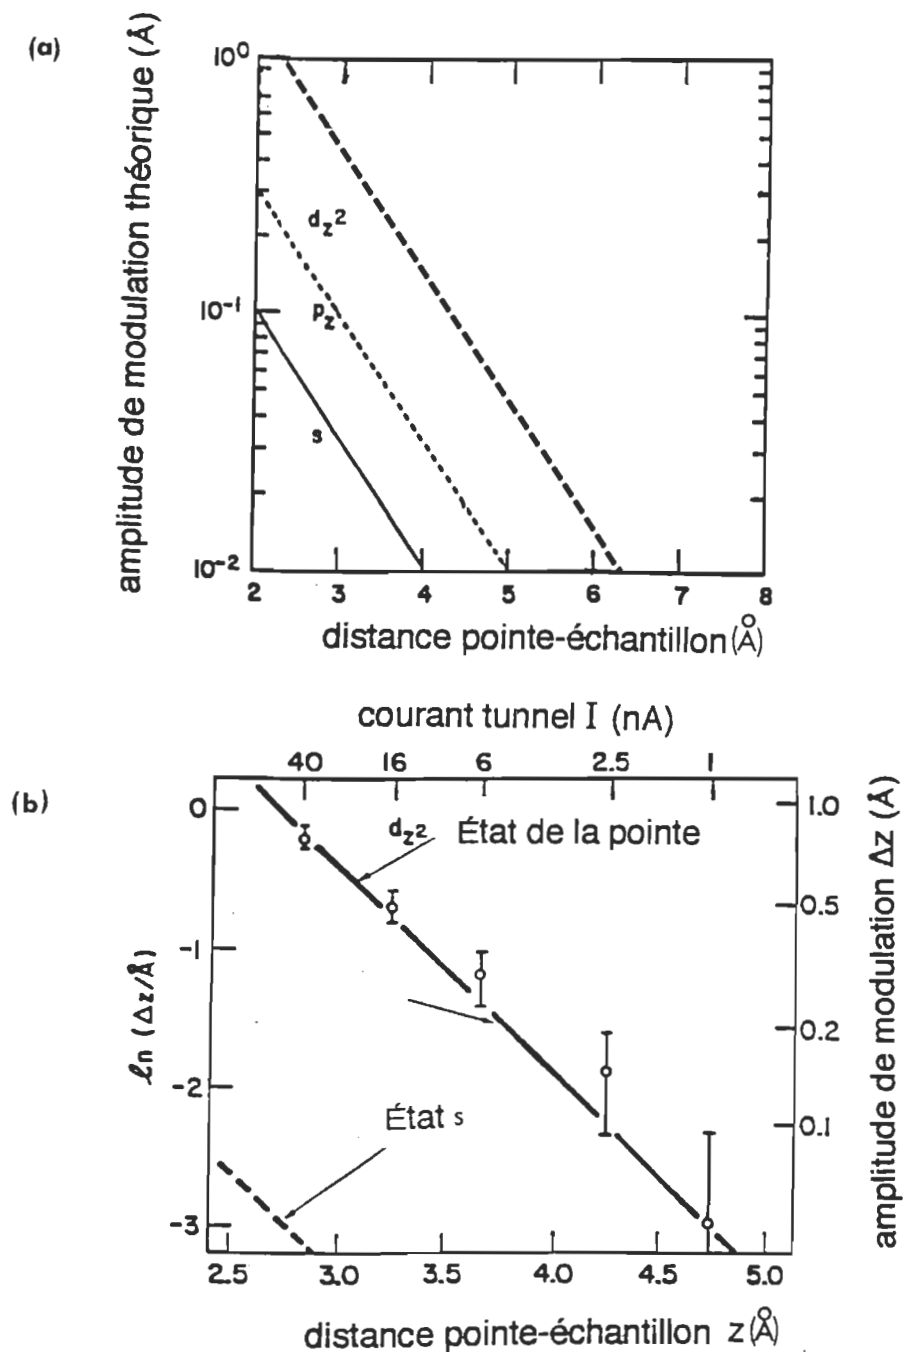 (a)
amplitude de modulation théorique (Å)
10⁰
10⁻¹
10⁻²
d_z²
p_z
s
2 3 4 5 6 7 8
distance pointe-échantillon (Å)
courant tunnel I (nA)
40 16 6 2.5 1
(b)
ln (Δz/Å)
0
-1
-2
-3
d_z² État de la pointe
État s
1.0
0.5
0.2
0.1
amplitude de modulation Δz (Å)
2.5 3.0 3.5 4.0 4.5 5.0
distance pointe-échantillon z (Å)